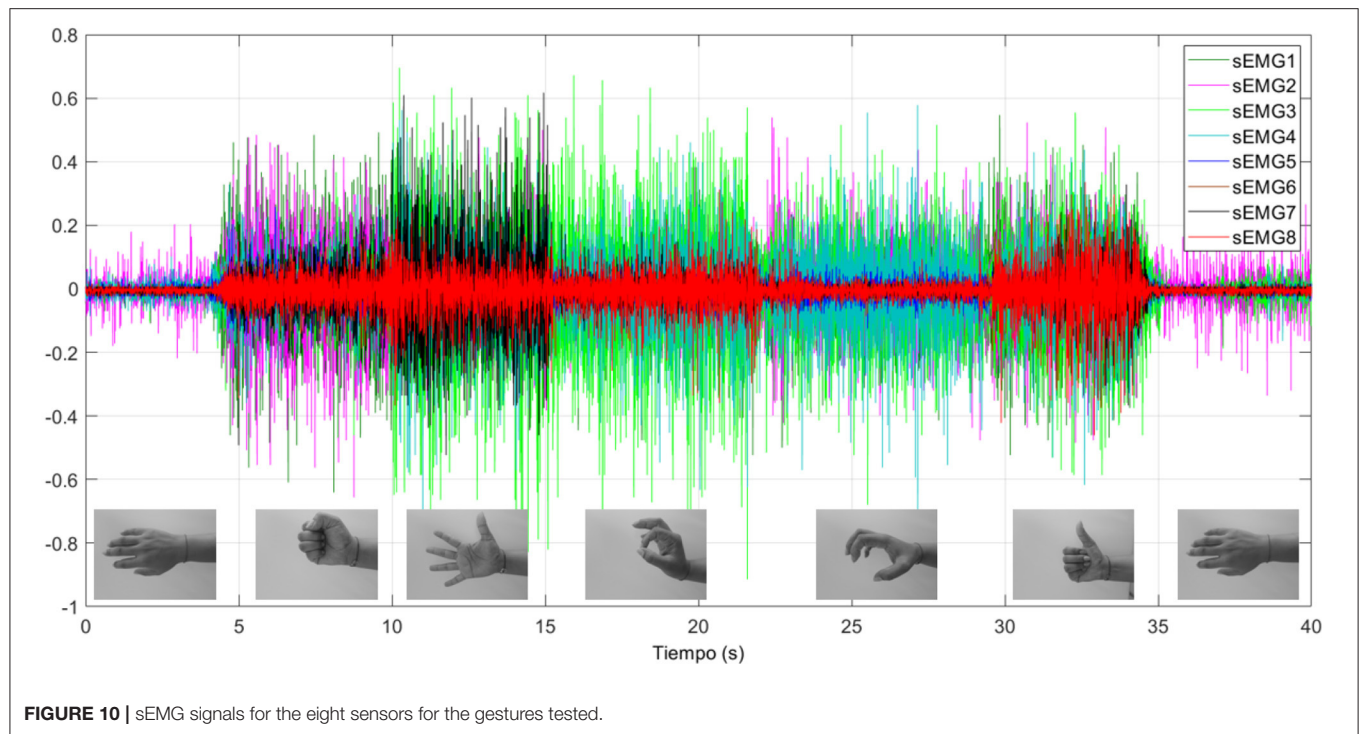 0.8
0.6
0.4
0.2
0
-0.2
-0.4
-0.6
-0.8
-1
sEMG1
sEMG2
sEMG3
sEMG4
sEMG5
sEMG6
sEMG7
sEMG8
0 5 10 15 20 25 30 35 40
Tiempo (s)
FIGURE 10 | sEMG signals for the eight sensors for the gestures tested.